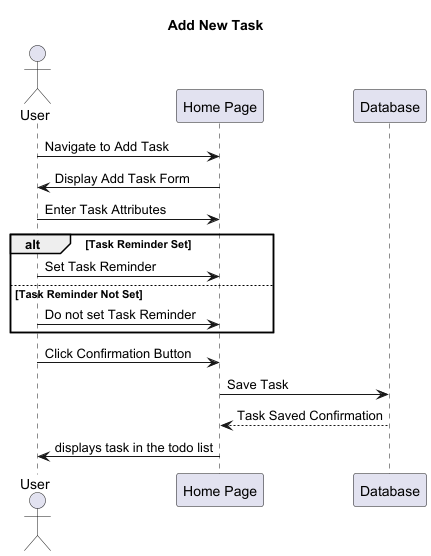 Add New Task
User
Home Page
Database
Navigate to Add Task
Display Add Task Form
Enter Task Attributes
alt [Task Reminder Set]
Set Task Reminder
[Task Reminder Not Set]
Do not set Task Reminder
Click Confirmation Button
Save Task
Task Saved Confirmation
displays task in the todo list
User
Home Page
Database